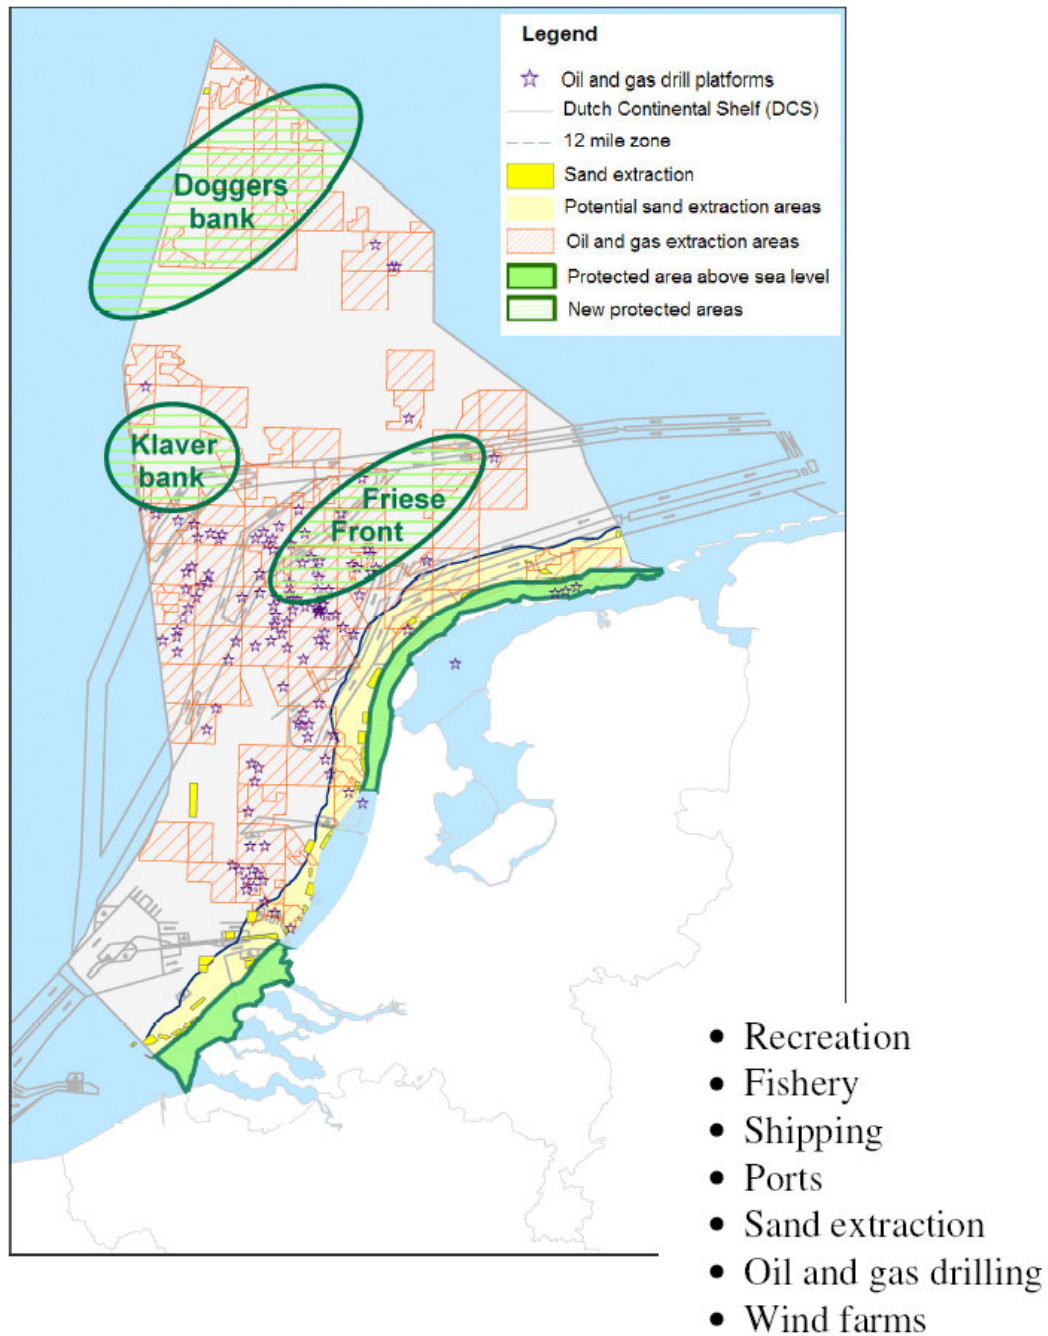 Legend
Oil and gas drill platforms
Dutch Continental Shelf (DCS)
12 mile zone
Sand extraction
Potential sand extraction areas
Oil and gas extraction areas
Protected area above sea level
New protected areas
Doggers
bank
Klaver
bank
Friese
Front
• Recreation
• Fishery
• Shipping
• Ports
• Sand extraction
• Oil and gas drilling
• Wind farms